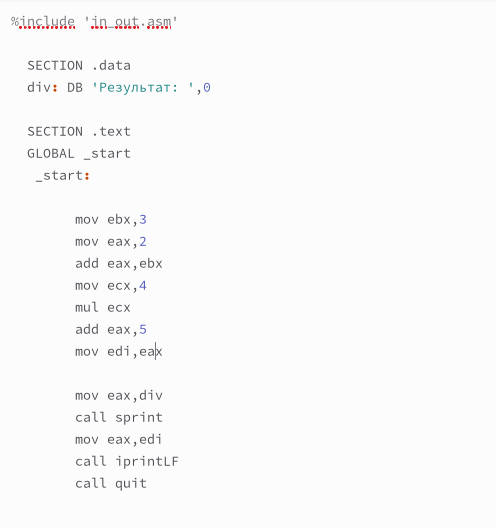 %include 'in_out.asm'
SECTION .data
div: DB 'Результат: ',0
SECTION .text
GLOBAL _start
_start:
mov ebx,3
mov eax,2
add eax,ebx
mov ecx,4
mul ecx
add eax,5
mov edi,eax
mov eax,div
call sprint
mov eax,edi
call iprintLF
call quit